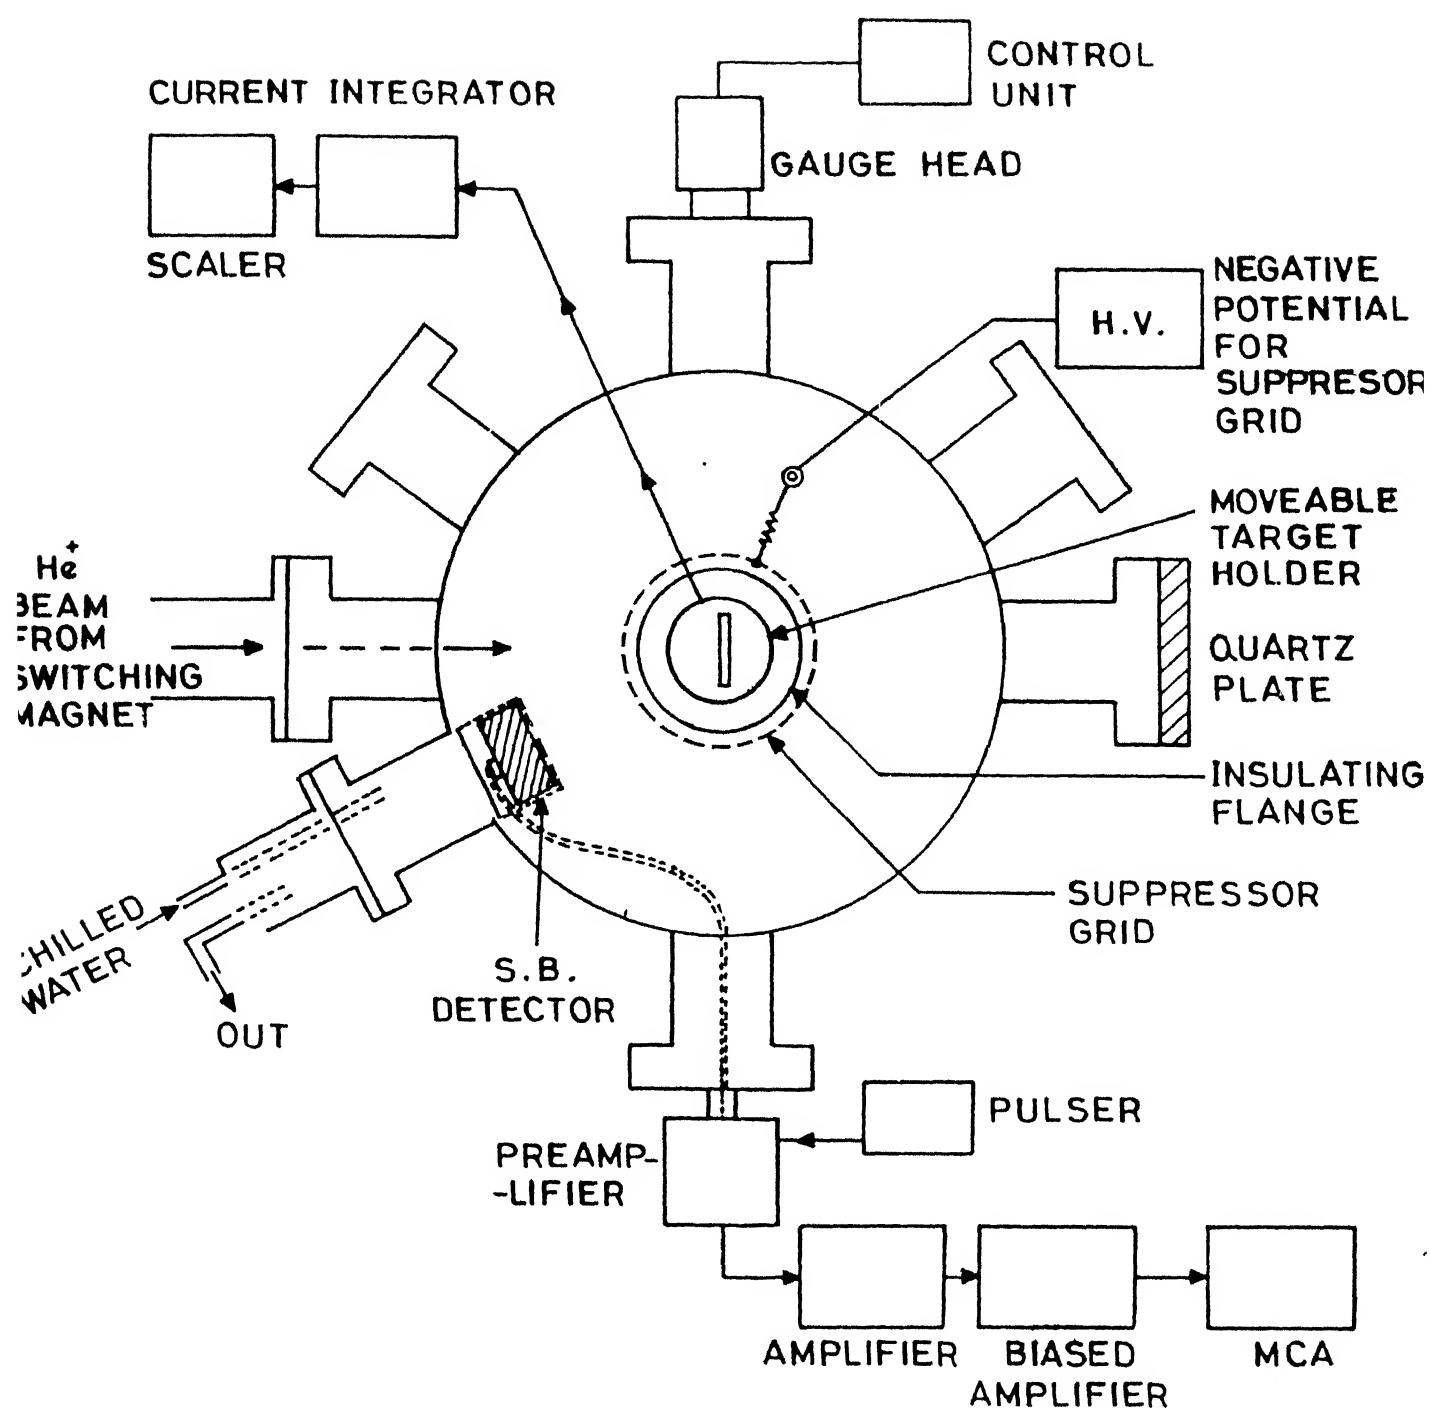 CONTROL
UNIT
CURRENT INTEGRATOR
GAUGE HEAD
SCALER
H.V.
NEGATIVE
POTENTIAL
FOR
SUPPRESOR
GRID
MOVEABLE
TARGET
HOLDER
He+
BEAM
FROM
SWITCHING
MAGNET
QUARTZ
PLATE
INSULATING
FLANGE
SUPPRESSOR
GRID
CHILLED
WATER
OUT
S.B.
DETECTOR
PULSER
PREAMP-
-LIFIER
AMPLIFIER
BIASED
AMPLIFIER
MCA